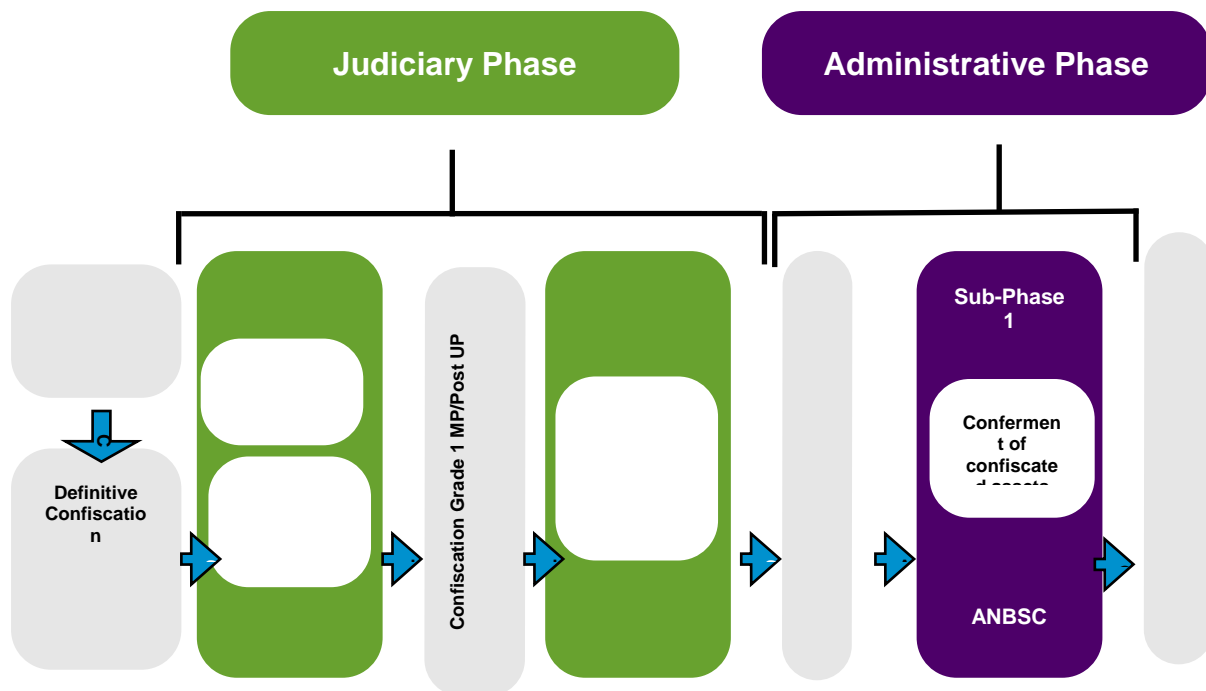 Judiciary Phase
Administrative Phase
Definitive
Confiscatio
n
Confiscation Grade 1 MP/Post UP
Sub-Phase
1
Confermen
t of
confiscate
d assets
ANBSC